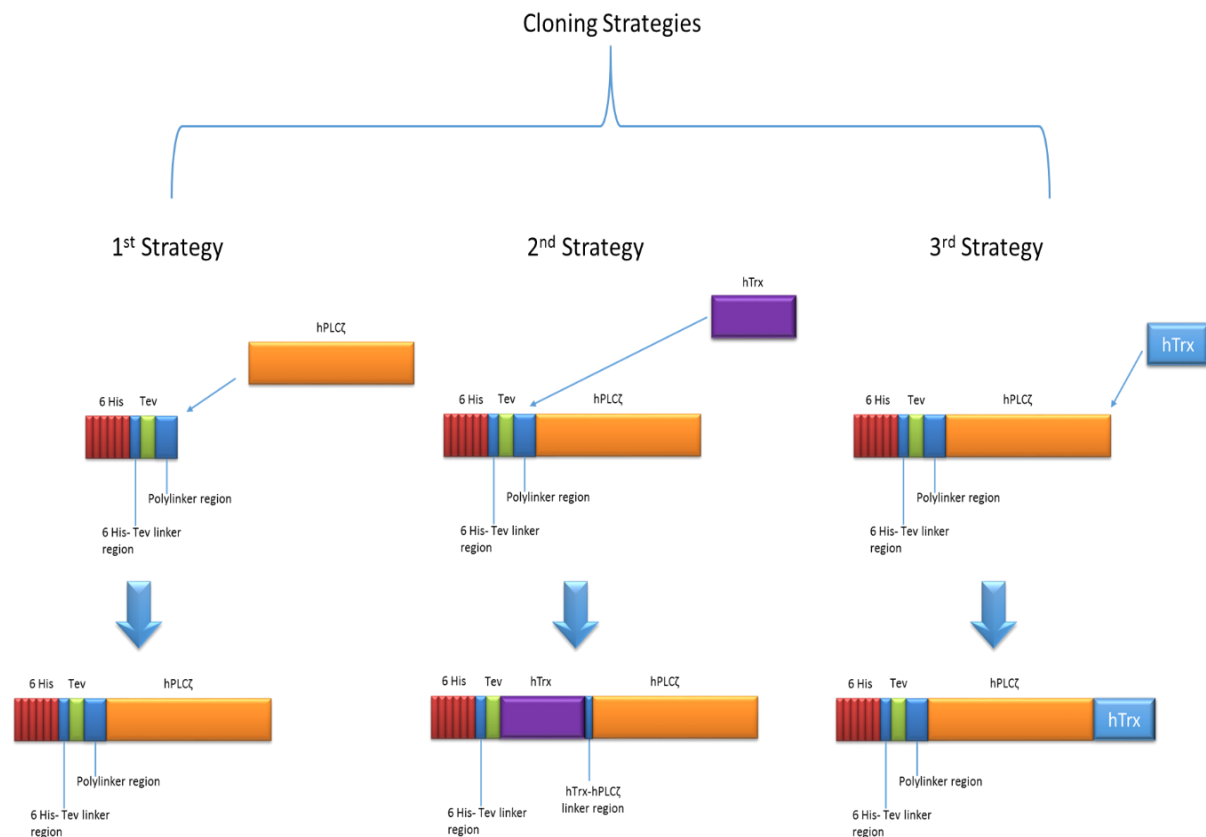 Cloning Strategies
1st Strategy
hPLCζ
6 His Tev
Polylinker region
6 His- Tev linker
region
6 His Tev hPLCζ
Polylinker region
6 His- Tev linker
region
2nd Strategy
hTrx
6 His Tev hPLCζ
Polylinker region
6 His- Tev linker
region
6 His Tev hTrx hPLCζ
hTrx-hPLCζ
linker region
6 His- Tev linker
region
3rd Strategy
hTrx
6 His Tev hPLCζ
Polylinker region
6 His- Tev linker
region
6 His Tev hPLCζ
hTrx
Polylinker region
6 His- Tev linker
region